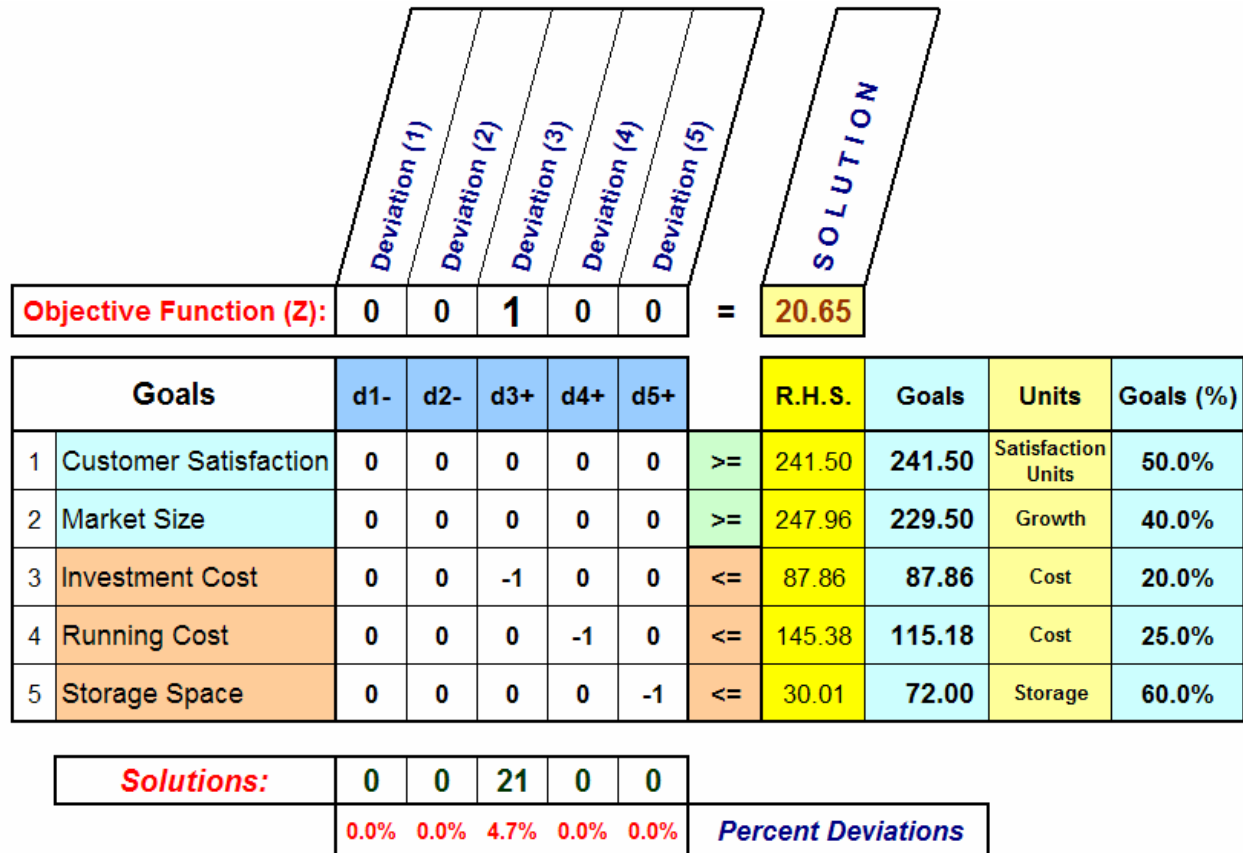 Deviation (1) Deviation (2) Deviation (3) Deviation (4) Deviation (5) SOLUTION
Objective Function (Z): 0 0 1 0 0 = 20.65
Goals d1- d2- d3+ d4+ d5+ R.H.S. Goals Units Goals (%)
1 Customer Satisfaction 0 0 0 0 0 >= 241.50 241.50 Satisfaction Units 50.0%
2 Market Size 0 0 0 0 0 >= 247.96 229.50 Growth 40.0%
3 Investment Cost 0 0 -1 0 0 <= 87.86 87.86 Cost 20.0%
4 Running Cost 0 0 0 -1 0 <= 145.38 115.18 Cost 25.0%
5 Storage Space 0 0 0 0 -1 <= 30.01 72.00 Storage 60.0%
Solutions: 0 0 21 0 0
0.0% 0.0% 4.7% 0.0% 0.0% Percent Deviations